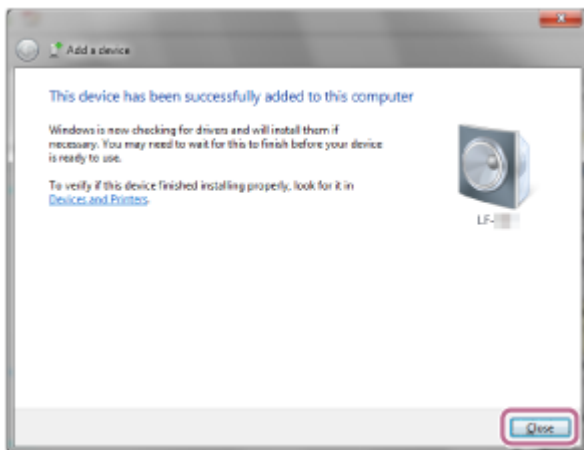 Add a device
This device has been successfully added to this computer
Windows is now checking for drivers and will install them if
necessary. You may need to wait for this to finish before your device
is ready to use.
To verify if this device finished installing properly, look for it in
Devices and Printers.
LF-
Close